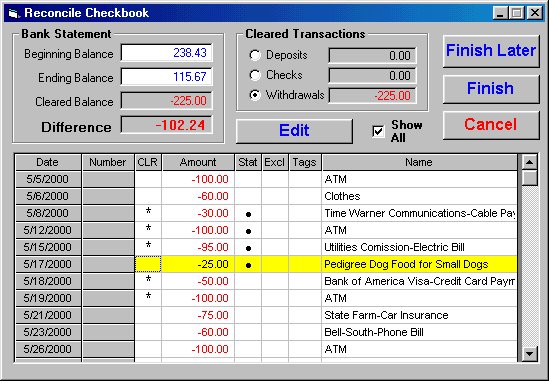 Reconcile Checkbook
Bank Statement
Beginning Balance 238.43
Ending Balance 115.67
Cleared Balance -225.00
Difference -102.24
Cleared Transactions
Deposits 0.00
Checks 0.00
Withdrawals -225.00
Edit
Show All
Finish Later
Finish
Cancel
Date Number CLR Amount Stat Excl Tags Name
5/5/2000 -100.00 ATM
5/6/2000 -60.00 Clothes
5/8/2000 * -30.00 • Time Warner Communications-Cable Pay
5/12/2000 * -100.00 • ATM
5/15/2000 * -95.00 • Utilities Comission-Electric Bill
5/17/2000 -25.00 • Pedigree Dog Food for Small Dogs
5/18/2000 * -50.00 Bank of America Visa-Credit Card Paym
5/19/2000 * -100.00 ATM
5/21/2000 -75.00 State Farm-Car Insurance
5/23/2000 -60.00 Bell-South-Phone Bill
5/26/2000 -100.00 ATM